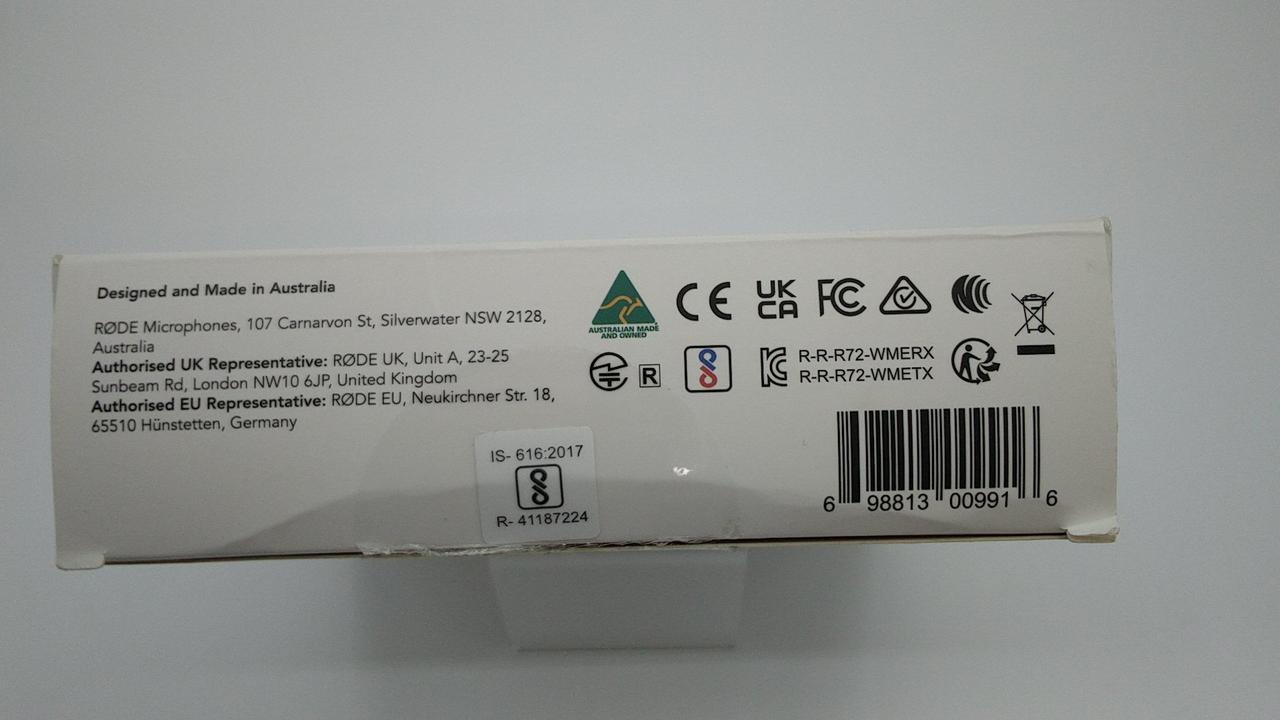 Designed and Made in Australia
RØDE Microphones, 107 Carnarvon St, Silverwater NSW 2128,
Australia
Authorised UK Representative: RØDE UK, Unit A, 23-25
Sunbeam Rd, London NW10 6JP, United Kingdom
Authorised EU Representative: RØDE EU, Neukirchner Str. 18,
65510 Hünstetten, Germany
AUSTRALIAN MADE
AND OWNED
CE
UK
CA
FC
R
R-R-R72-WMERX
R-R-R72-WMETX
IS- 616:2017
R- 41187224
6 98813 00991 6